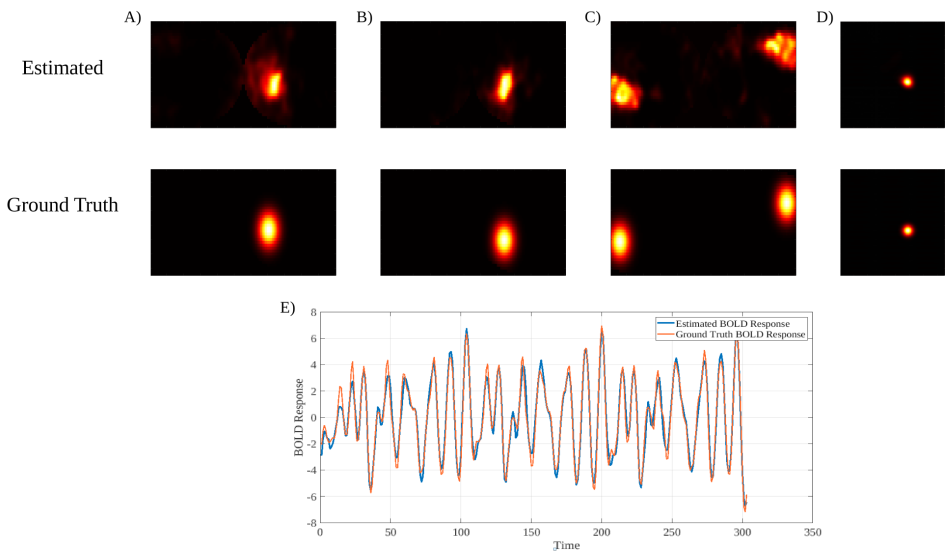 A) B) C) D)
Estimated
Ground Truth
E)
8
6
4
2
0
-2
-4
-6
-8
BOLD Response
Estimated BOLD Response
Ground Truth BOLD Response
0 50 100 150 200 250 300 350
Time